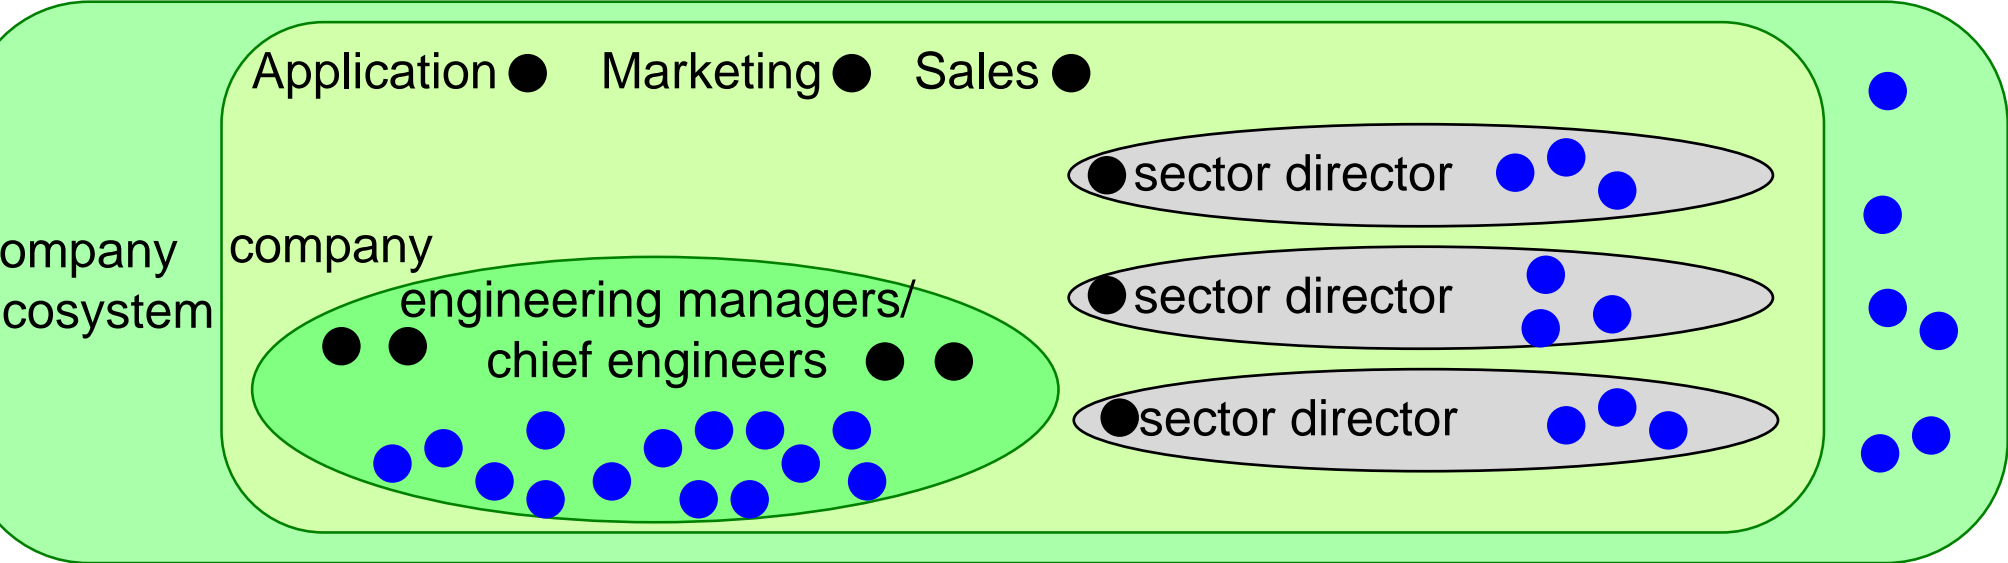 Application Marketing Sales
sector director
ompany
cosystem
company
engineering managers/
chief engineers
sector director
sector director